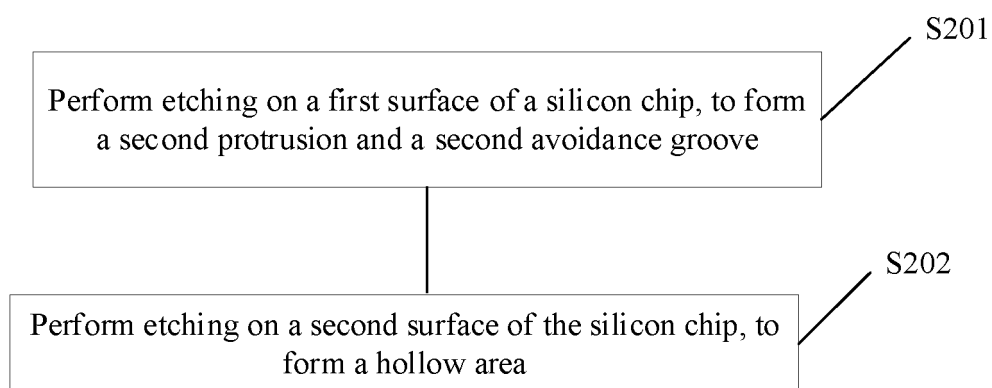 S201
Perform etching on a first surface of a silicon chip, to form
a second protrusion and a second avoidance groove
S202
Perform etching on a second surface of the silicon chip, to
form a hollow area